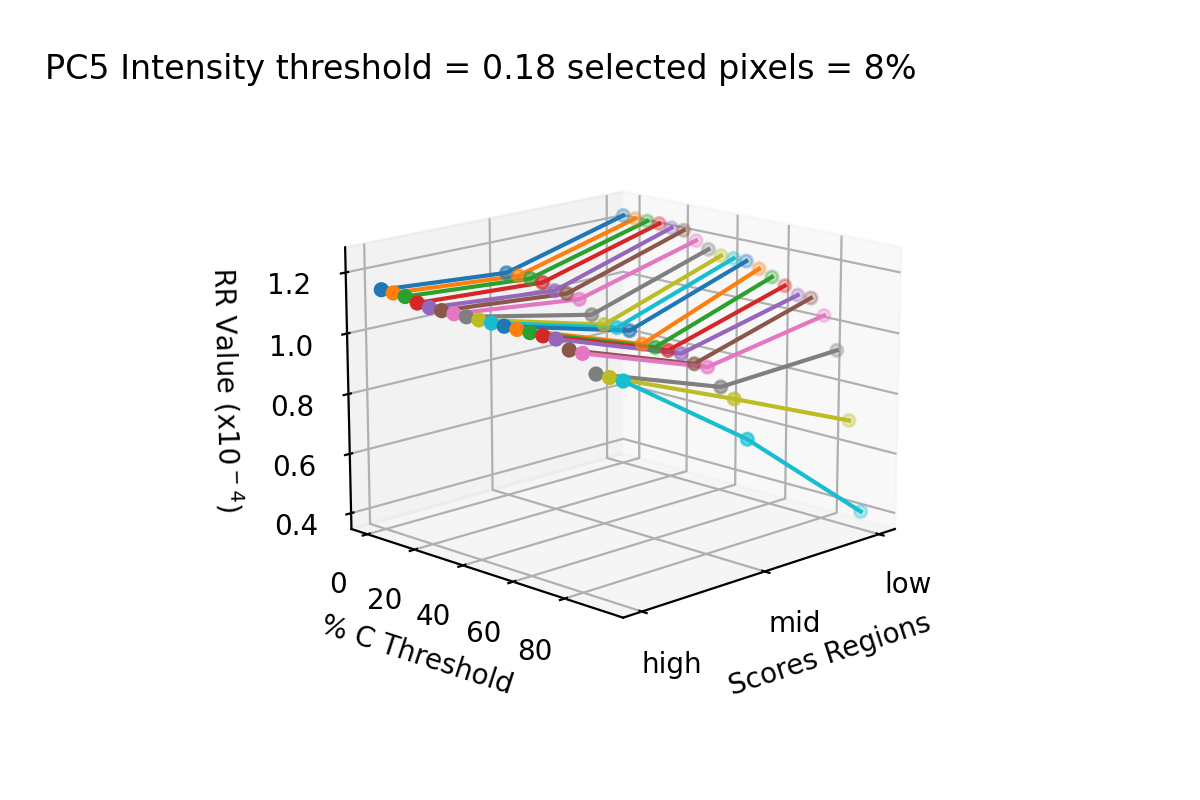 PC5 Intensity threshold = 0.18 selected pixels = 8%
RR Value (x10⁻⁴)
1.2
1.0
0.8
0.6
0.4
0
20
40
60
80
% C Threshold
high
mid
low
Scores Regions